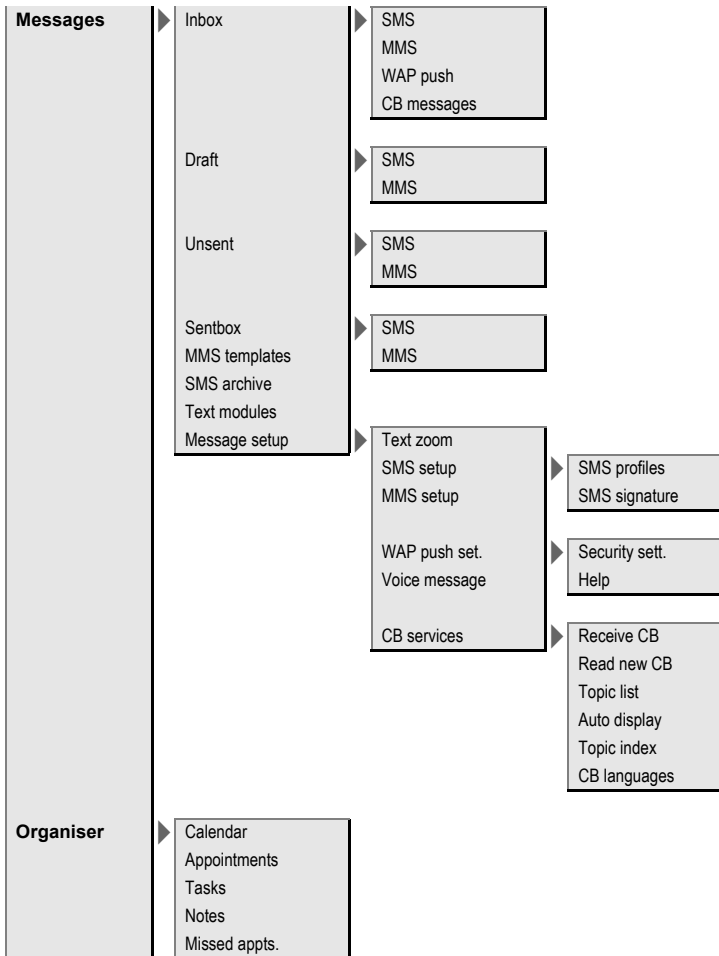 Messages Inbox SMS
MMS
WAP push
CB messages
Draft SMS
MMS
Unsent SMS
MMS
Sentbox SMS
MMS templates MMS
SMS archive
Text modules
Message setup Text zoom
SMS setup SMS profiles
MMS setup SMS signature
WAP push set. Security sett.
Voice message Help
CB services Receive CB
Read new CB
Topic list
Auto display
Topic index
CB languages
Organiser Calendar
Appointments
Tasks
Notes
Missed appts.